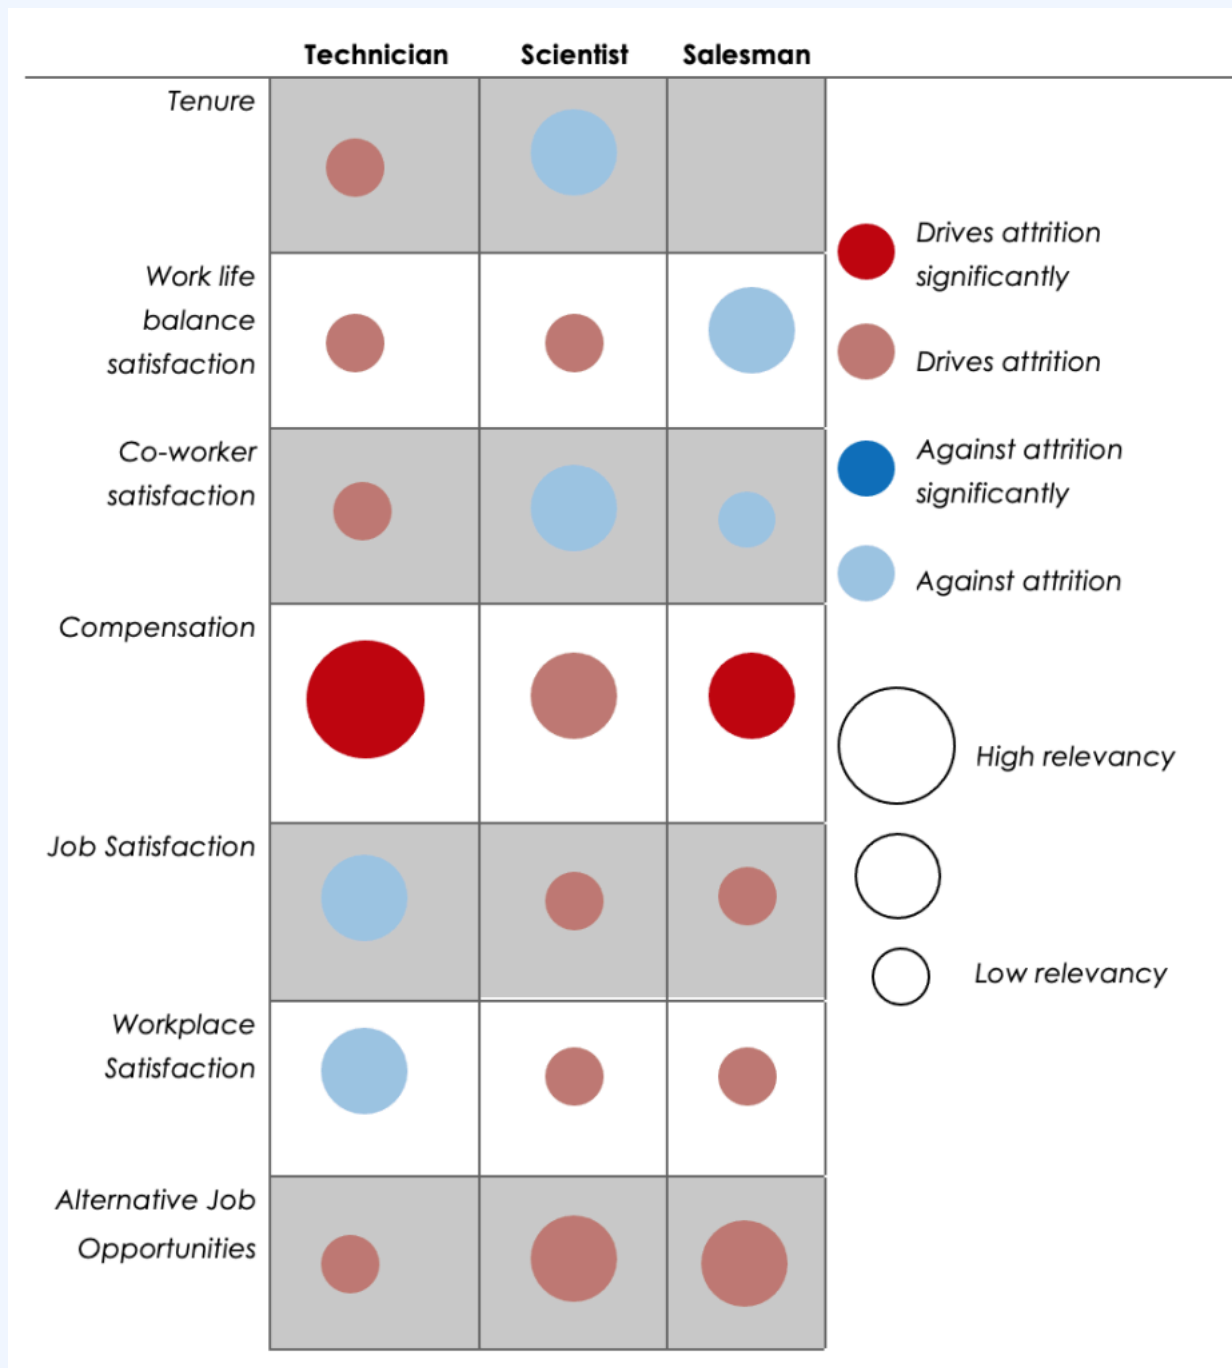 Technician Scientist Salesman
Tenure
Work life
balance
satisfaction
Co-worker
satisfaction
Compensation
Job Satisfaction
Workplace
Satisfaction
Alternative Job
Opportunities
Drives attrition
significantly
Drives attrition
Against attrition
significantly
Against attrition
High relevancy
Low relevancy